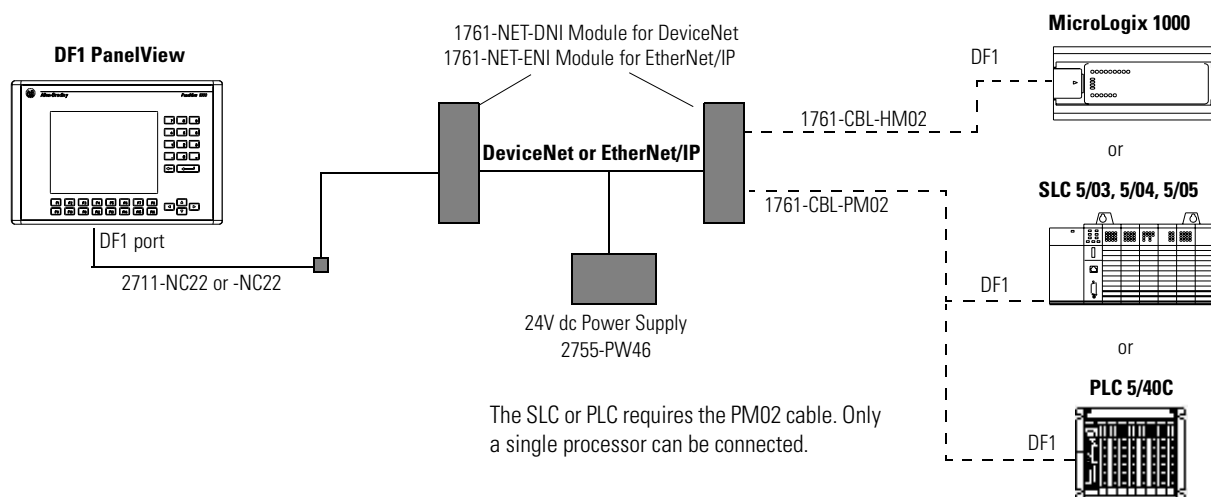 1761-NET-DNI Module for DeviceNet
1761-NET-ENI Module for EtherNet/IP
MicroLogix 1000
DF1 PanelView
DF1
Allen-Bradley
1761-CBL-HM02
DeviceNet or EtherNet/IP
or
SLC 5/03, 5/04, 5/05
1761-CBL-PM02
DF1 port
2711-NC22 or -NC22
DF1
24V dc Power Supply
2755-PW46
or
PLC 5/40C
The SLC or PLC requires the PM02 cable. Only
a single processor can be connected.
DF1